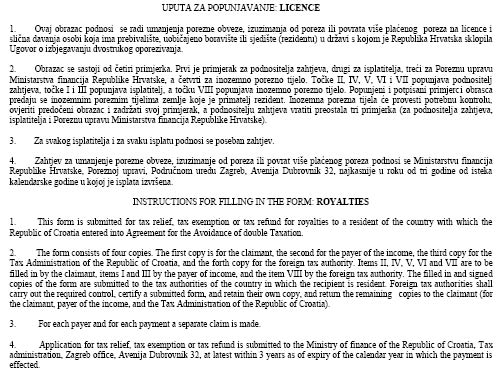 UPUTA ZA POPUNJAVANJE: LICENCE
1. Ovaj obrazac podnosi se radi umanjenja porezne obveze, izuzimanja od poreza ili povrata više plaćenog poreza na licence i
slična davanja osobi koja ima prebivalište, uobičajeno boravište ili sjedište (rezidentu) u državi s kojom je Republika Hrvatska sklopila
Ugovor o izbjegavanju dvostrukog oporezivanja.
2. Obrazac se sastoji od četiri primjerka. Prvi je primjerak za podnositelja zahtjeva, drugi za isplatitelja, treći za Poreznu upravu
Ministarstva financija Republike Hrvatske, a četvrti za inozemno porezno tijelo. Točke II, IV, V, VI i VII popunjava podnositelj
zahtjeva, točke I i III popunjava isplatitelj, a točku VIII popunjava inozemno porezno tijelo. Popunjeni i potpisani primjerci obrasca
predaju se inozemnim poreznim tijelima zemlje koje je primatelj rezident. Inozemna porezna tijela će provesti potrebnu kontrolu,
ovjeriti predočeni obrazac i zadržati svoj primjerak, a podnositelju zahtjeva vratiti preostala tri primjerka (za podnositelja zahtjeva,
isplatitelja i Poreznu upravu Ministarstva financija Republike Hrvatske).
3. Za svakog isplatitelja i za svaku isplatu podnosi se poseban zahtjev.
4. Zahtjev za umanjenje porezne obveze, izuzimanje od poreza ili povrat više plaćenog poreza podnosi se Ministarstvu financija
Republike Hrvatske, Poreznoj upravi, Područnom uredu Zagreb, Avenija Dubrovnik 32, najkasnije u roku od tri godine od isteka
kalendarske godine u kojoj je isplata izvršena.
INSTRUCTIONS FOR FILLING IN THE FORM: ROYALTIES
1. This form is submitted for tax relief, tax exemption or tax refund for royalties to a resident of the country with which the
Republic of Croatia entered into Agreement for the Avoidance of double Taxation.
2. The form consists of four copies. The first copy is for the claimant, the second for the payer of the income, the third copy for the
Tax Administration of the Republic of Croatia, and the forth copy for the foreign tax authority. Items II, IV, V, VI and VII are to be
filled in by the claimant, items I and III by the payer of income, and the item VIII by the foreign tax authority. The filled in and signed
copies of the form are submitted to the tax authorities of the country in which the recipient is resident. Foreign tax authorities shall
carry out the required control, certify a submitted form, and retain their own copy, and return the remaining copies to the claimant (for
the claimant, payer of the income, and the Tax Administration of the Republic of Croatia).
3. For each payer and for each payment a separate claim is made.
4. Application for tax relief, tax exemption or tax refund is submitted to the Ministry of finance of the Republic of Croatia, Tax
administration, Zagreb office, Avenija Dubrovnik 32, at latest within 3 years as of expiry of the calendar year in which the payment is
effected.